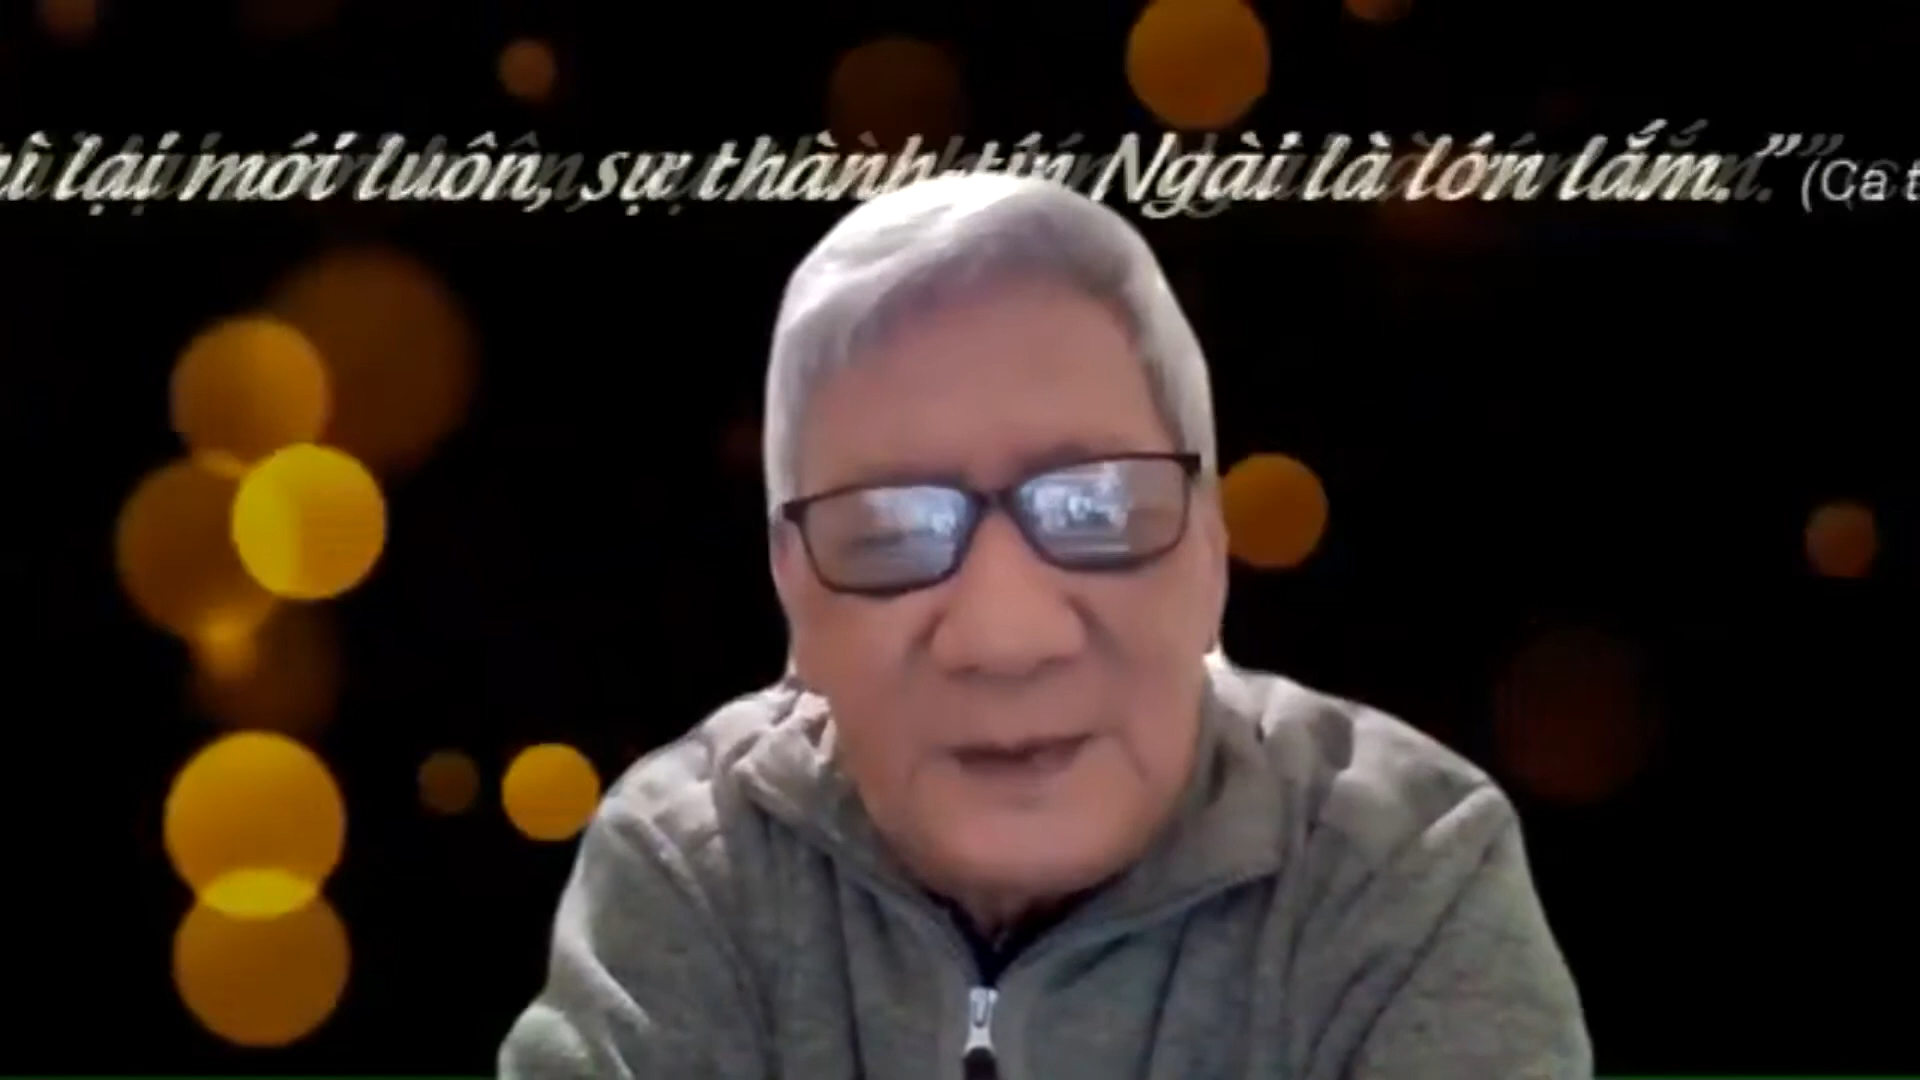 lại mới luôn, sự thành tín Ngài là lớn lắm.” (Ca